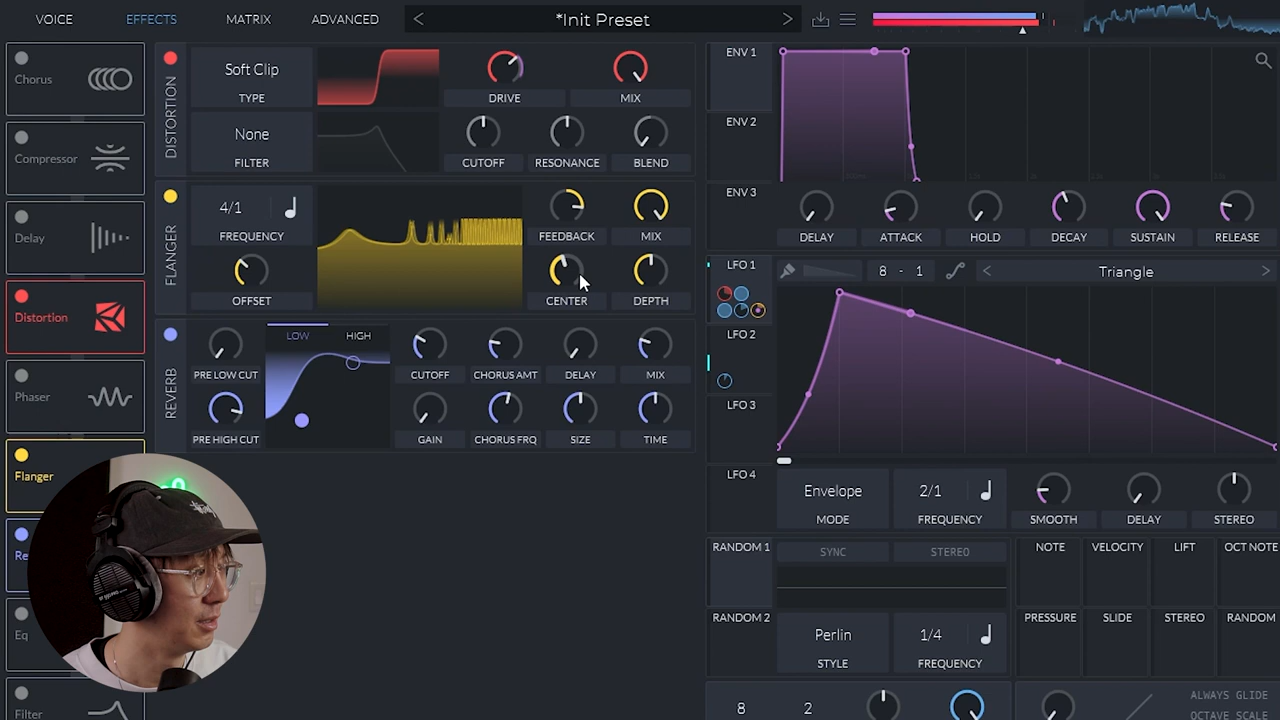 VOICE
EFFECTS
MATRIX
ADVANCED
*Init Preset
Chorus
Compressor
Delay
Distortion
Phaser
Flanger
Re
Eq
Filter
DISTORTION
Soft Clip
TYPE
DRIVE
MIX
None
FILTER
CUTOFF
RESONANCE
BLEND
FLANGER
4/1
FREQUENCY
FEEDBACK
MIX
OFFSET
CENTER
DEPTH
REVERB
PRE LOW CUT
LOW
HIGH
CUTOFF
CHORUS AMT
DELAY
MIX
PRE HIGH CUT
GAIN
CHORUS FRQ
SIZE
TIME
ENV 1
ENV 2
ENV 3
DELAY
ATTACK
HOLD
DECAY
SUSTAIN
RELEASE
LFO 1
8 - 1
Triangle
LFO 2
LFO 3
LFO 4
Envelope
MODE
2/1
FREQUENCY
SMOOTH
DELAY
STEREO
RANDOM 1
SYNC
STEREO
RANDOM 2
Perlin
STYLE
1/4
FREQUENCY
NOTE
VELOCITY
LIFT
OCT NOTE
PRESSURE
SLIDE
STEREO
RANDOM
8
2
ALWAYS GLIDE
OCTAVE SCALE